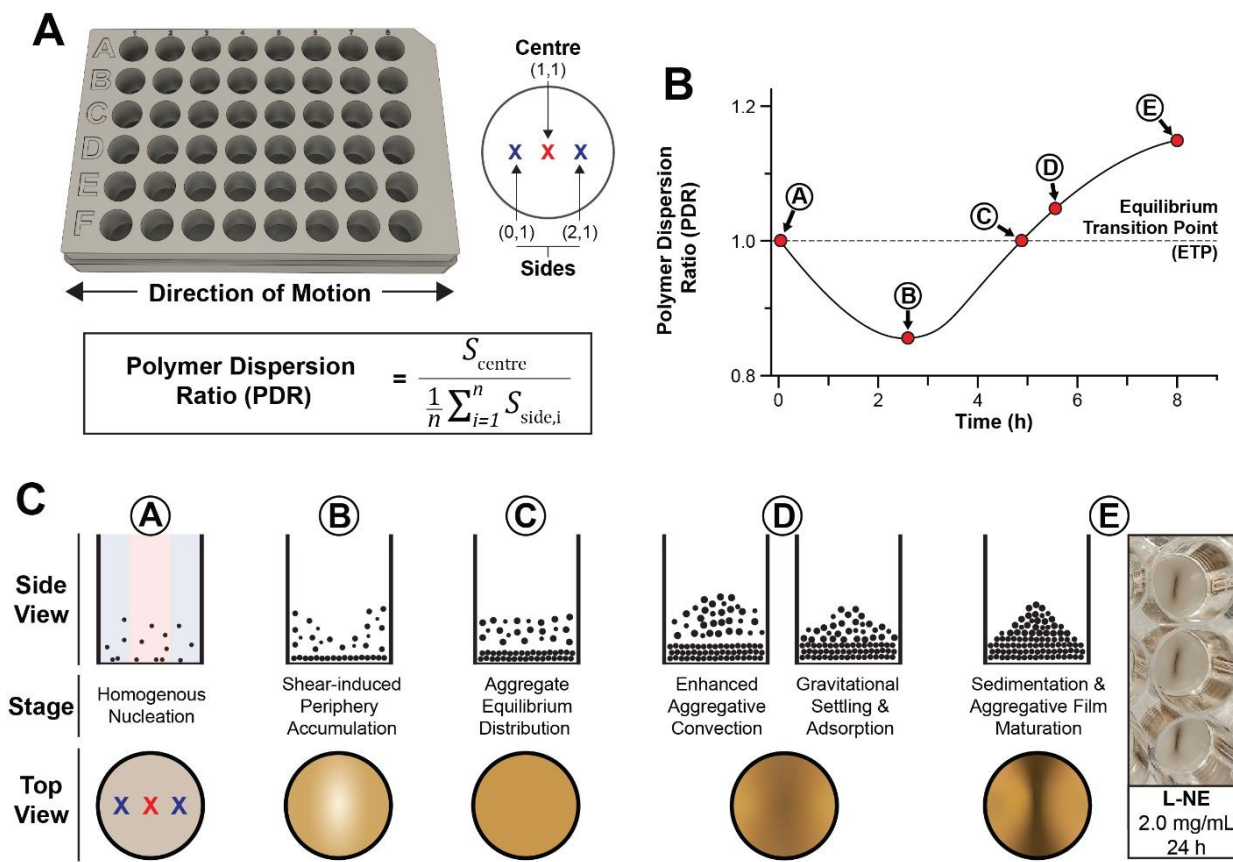 A
1 2 3 4 5 6 7 8
A
B
C
D
E
F
Centre
(1,1)
X X X
(0,1) (2,1)
Sides
Direction of Motion
Polymer Dispersion
Ratio (PDR)
= S centre / 1/n ∑ n i=1 S side,i
B
Polymer Dispersion
Ratio (PDR)
1.2
1.0
0.8
0 2 4 6 8
Time (h)
A
B
C
D
E
Equilibrium
Transition Point
(ETP)
C
A B C D E
Side
View
Stage
Homogenous
Nucleation
Shear-induced
Periphery
Accumulation
Aggregate
Equilibrium
Distribution
Enhanced
Aggregative
Convection
Gravitational
Settling &
Adsorption
Sedimentation &
Aggregative Film
Maturation
Top
View
X X X
L-NE
2.0 mg/mL
24 h